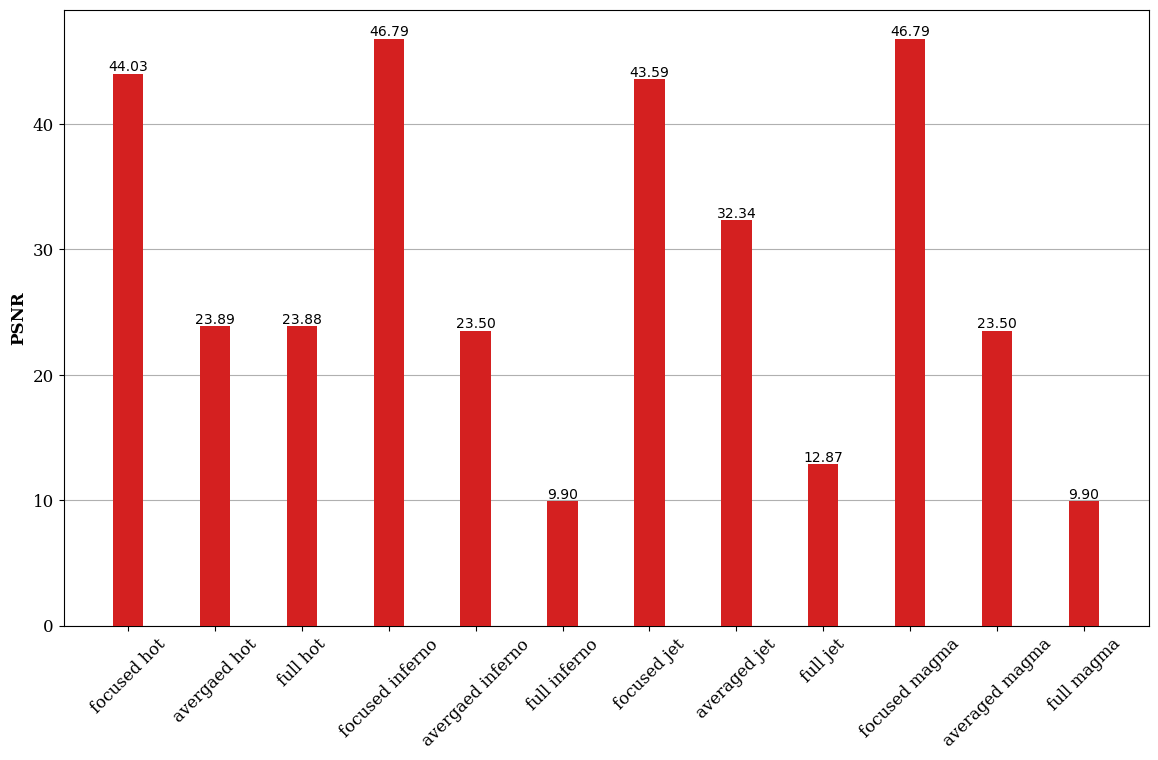 46.79
46.79
44.03
43.59
40
32.34
30
23.89
23.88
23.50
23.50
PSNR
20
12.87
10
9.90
9.90
0
focused hot
avergaed hot
full hot
focused inferno
avergaed inferno
full inferno
focused jet
averaged jet
full jet
focused magma
averaged magma
full magma